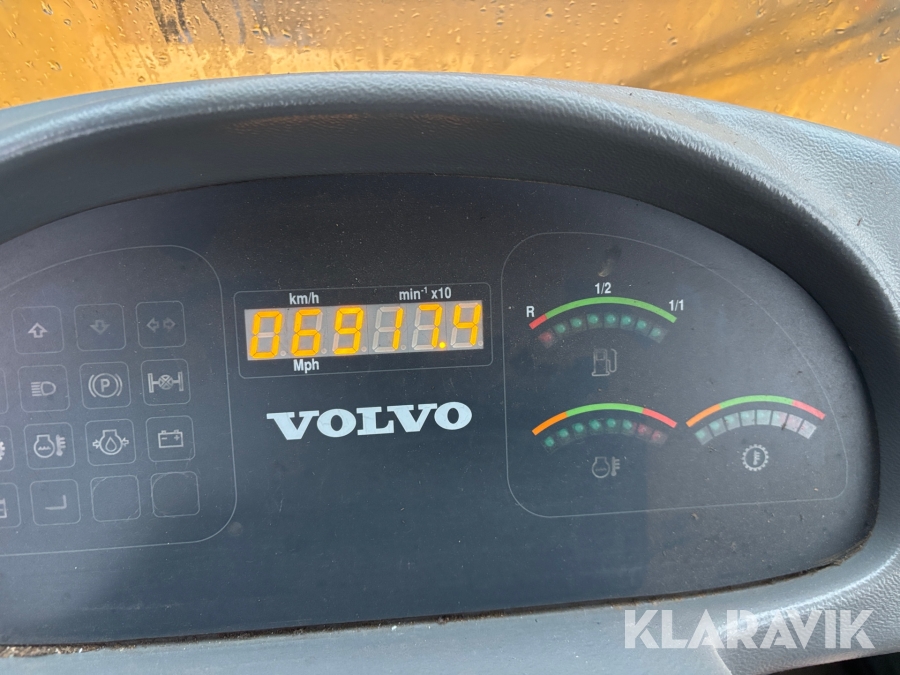 km/h min⁻¹ x10
06917.4
Mph
VOLVO
R 1/2 1/1
P
KLARAVIK